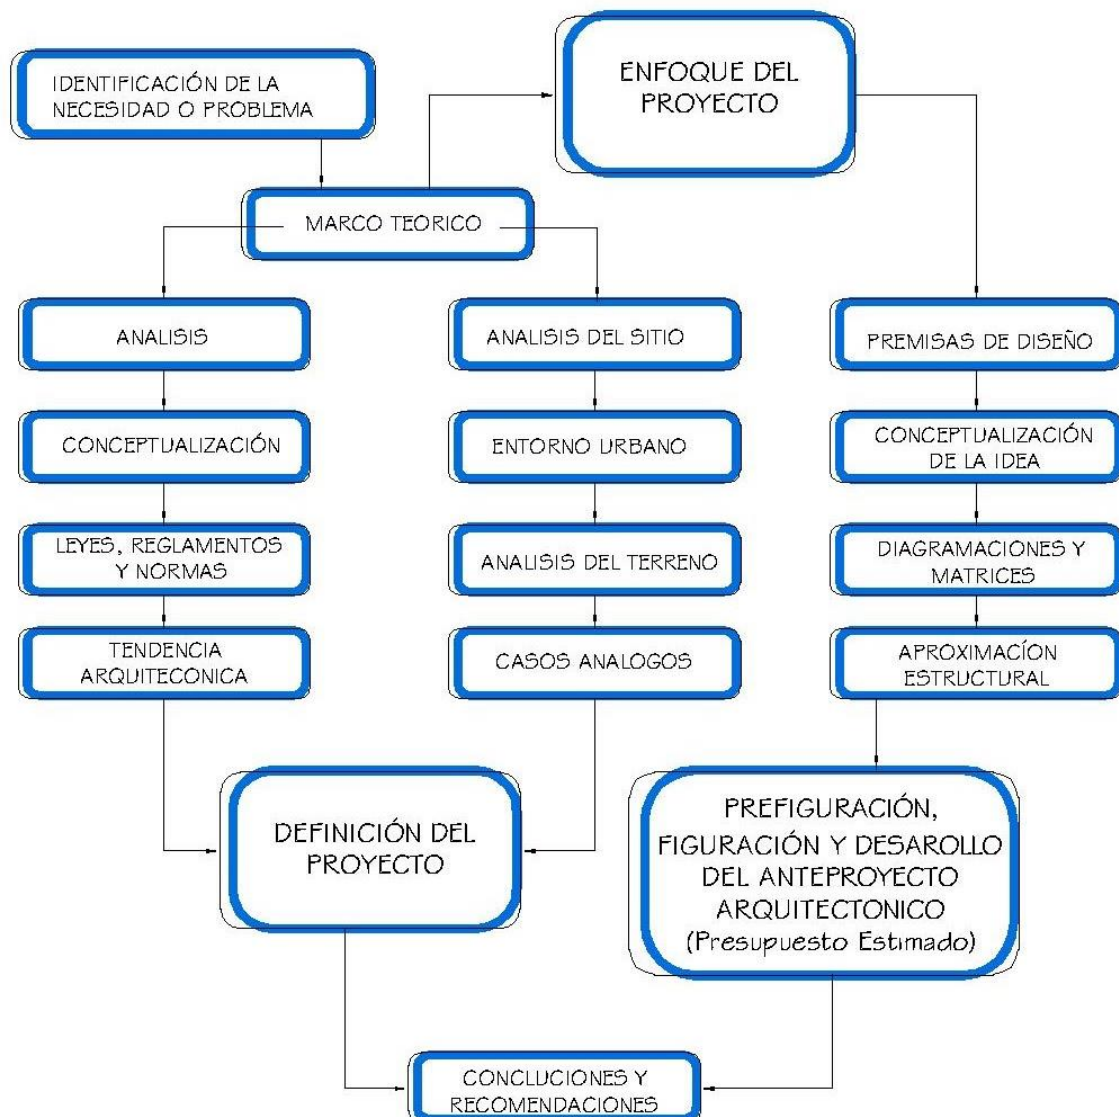 IDENTIFICACIÓN DE LA
NECESIDAD O PROBLEMA
ENFOQUE DEL
PROYECTO
MARCO TEORICO
ANALISIS
CONCEPTUALIZACIÓN
LEYES, REGLAMENTOS
Y NORMAS
TENDENCIA
ARQUITECONICA
ANALISIS DEL SITIO
ENTORNO URBANO
ANALISIS DEL TERRENO
CASOS ANALOGOS
PREMISAS DE DISEÑO
CONCEPTUALIZACIÓN
DE LA IDEA
DIAGRAMACIONES Y
MATRICES
APROXIMACÍON
ESTRUCTURAL
DEFINICIÓN DEL
PROYECTO
PREFIGURACIÓN,
FIGURACIÓN Y DESAROLLO
DEL ANTEPROYECTO
ARQUITECTONICO
(Presupuesto Estimado)
CONCLUCIONES Y
RECOMENDACIONES